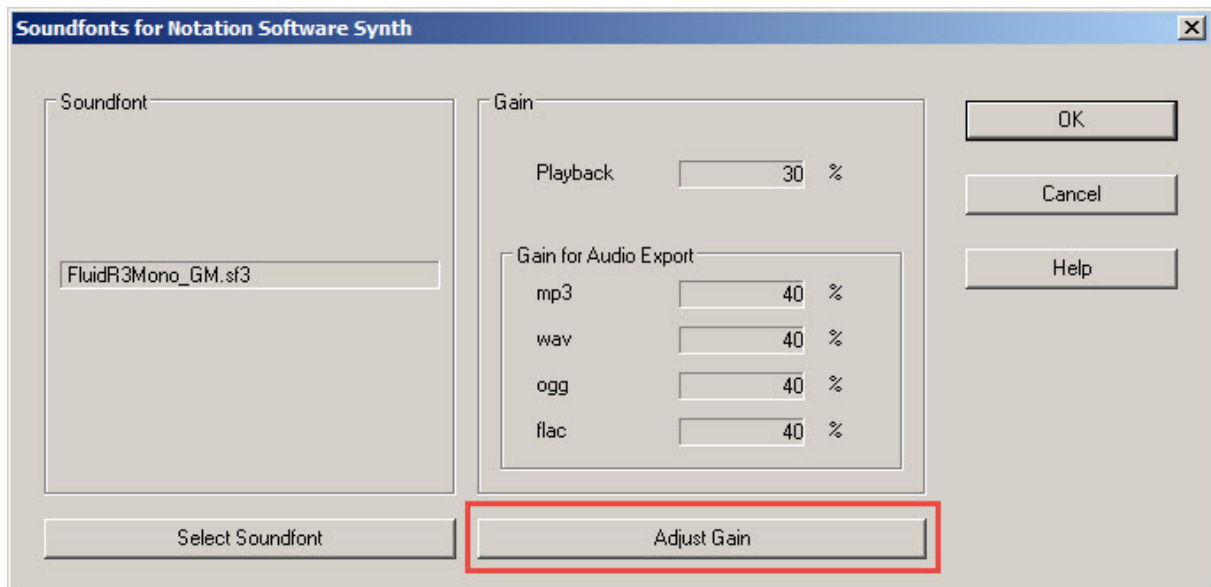 Soundfonts for Notation Software Synth
Soundfont
FluidR3Mono_GM.sf3
Select Soundfont
Gain
Playback 30 %
Gain for Audio Export
mp3 40 %
wav 40 %
ogg 40 %
flac 40 %
Adjust Gain
OK
Cancel
Help